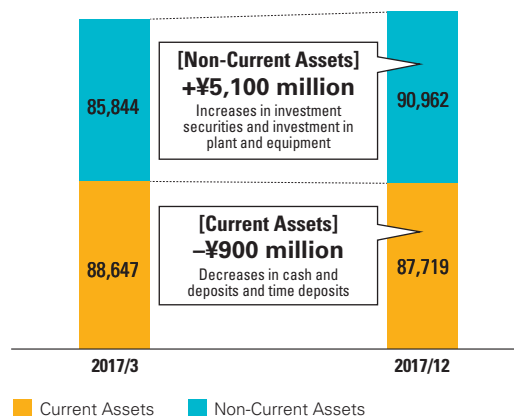 [Non-Current Assets]
+¥5,100 million
Increases in investment
securities and investment in
plant and equipment
85,844
90,962
[Current Assets]
–¥900 million
Decreases in cash and
deposits and time deposits
88,647
87,719
2017/3
2017/12
Current Assets
Non-Current Assets